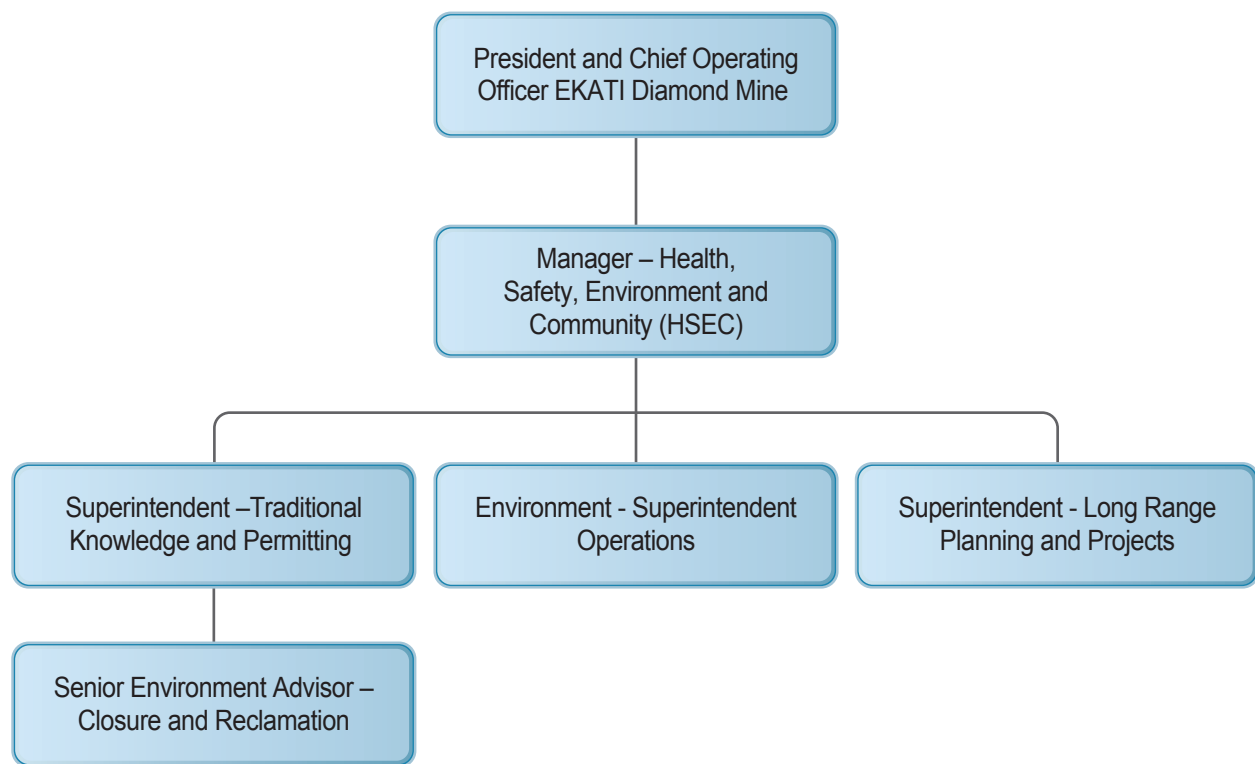 President and Chief Operating
Officer EKATI Diamond Mine
Manager – Health,
Safety, Environment and
Community (HSEC)
Superintendent –Traditional
Knowledge and Permitting
Environment - Superintendent
Operations
Superintendent - Long Range
Planning and Projects
Senior Environment Advisor –
Closure and Reclamation